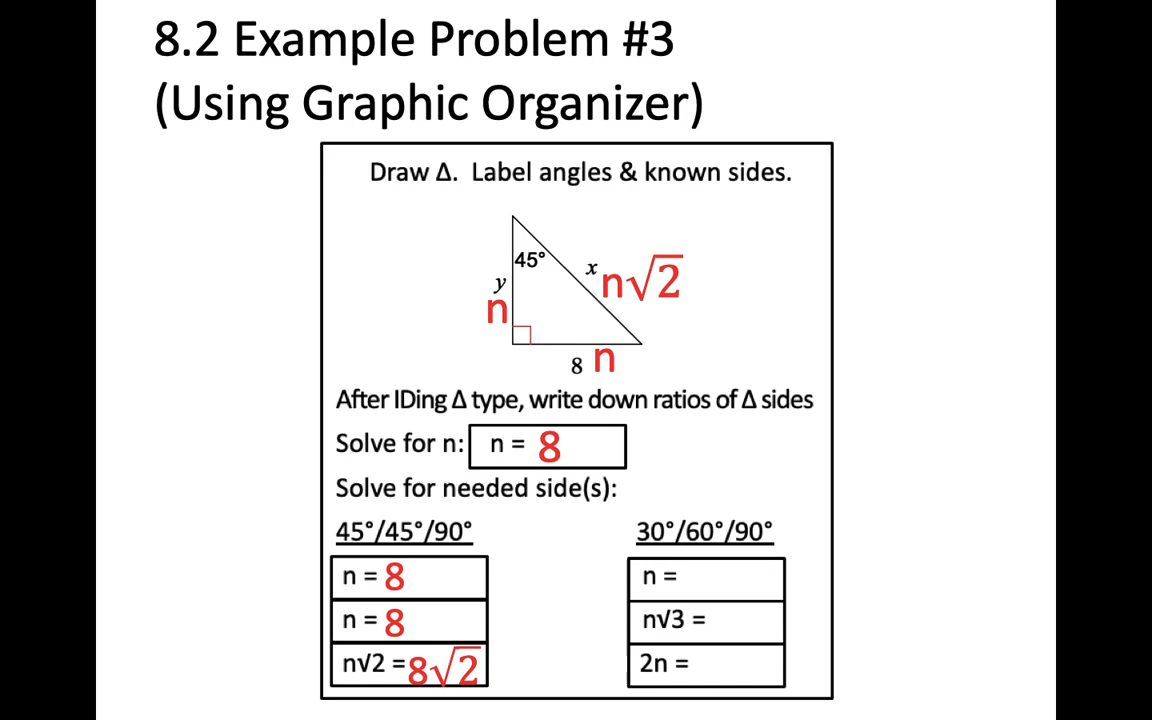 8.2 Example Problem #3
(Using Graphic Organizer)
Draw Δ. Label angles & known sides.
45°
x
n√2
y
n
8 n
After IDing Δ type, write down ratios of Δ sides
Solve for n: n = 8
Solve for needed side(s):
45°/45°/90° 30°/60°/90°
n = 8 n =
n = 8 n√3 =
n√2 = 8√2 2n =